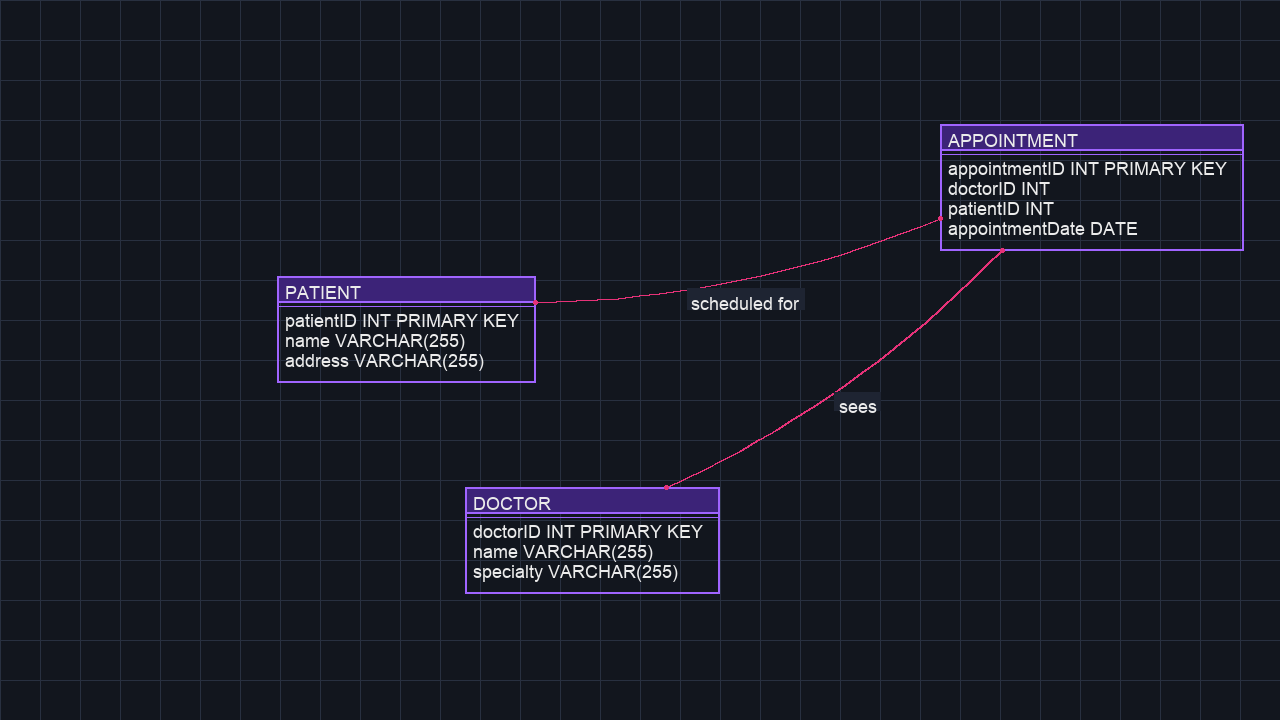 APPOINTMENT
appointmentID INT PRIMARY KEY
doctorID INT
patientID INT
appointmentDate DATE
PATIENT
patientID INT PRIMARY KEY
name VARCHAR(255)
address VARCHAR(255)
scheduled for
sees
DOCTOR
doctorID INT PRIMARY KEY
name VARCHAR(255)
specialty VARCHAR(255)